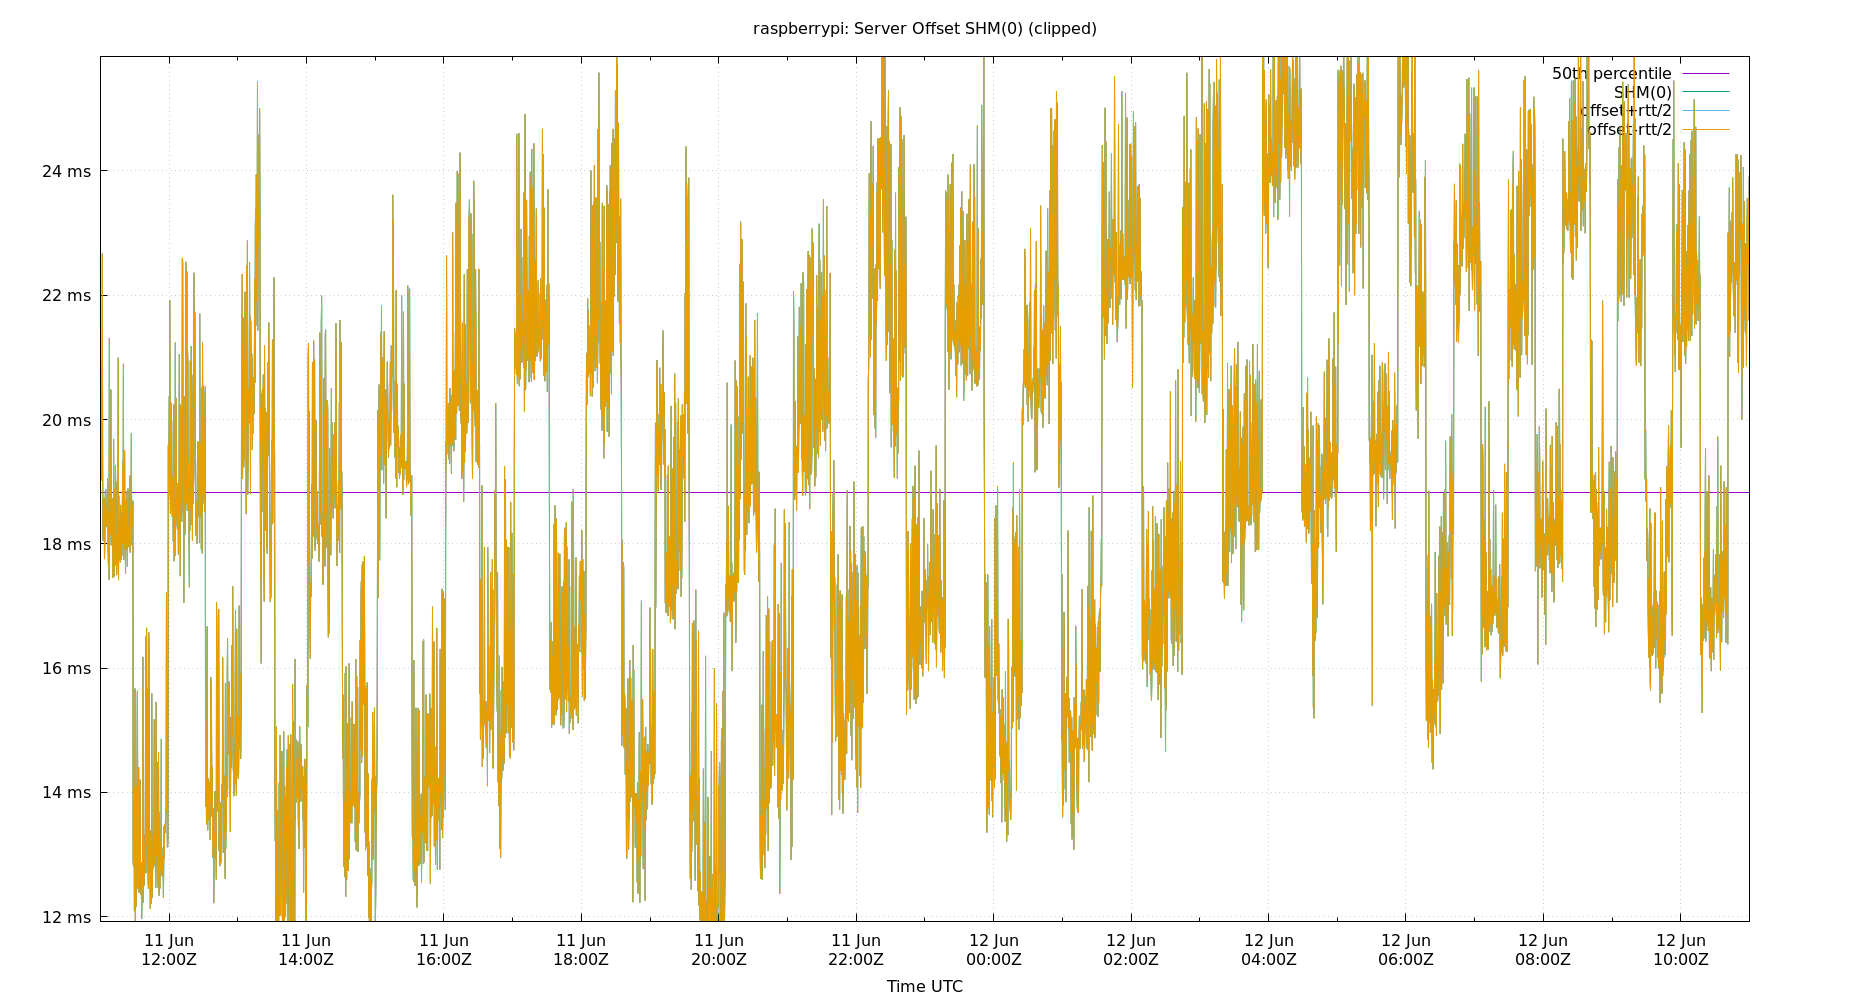 raspberrypi: Server Offset SHM(0) (clipped)
50th percentile
SHM(0)
offset+rtt/2
offset-rtt/2
24 ms
22 ms
20 ms
18 ms
16 ms
14 ms
12 ms
11 Jun 11 Jun 11 Jun 11 Jun 11 Jun 11 Jun 12 Jun 12 Jun 12 Jun 12 Jun 12 Jun 12 Jun
12:00Z 14:00Z 16:00Z 18:00Z 20:00Z 22:00Z 00:00Z 02:00Z 04:00Z 06:00Z 08:00Z 10:00Z
Time UTC